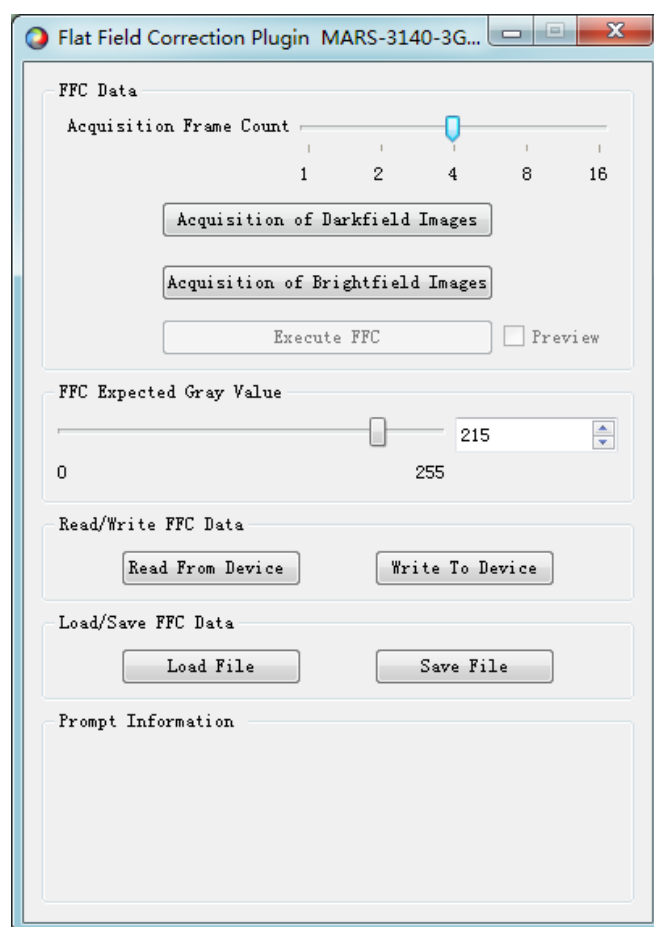 Flat Field Correction Plugin MARS-3140-3G...
FFC Data
Acquisition Frame Count
1 2 4 8 16
Acquisition of Darkfield Images
Acquisition of Brightfield Images
Execute FFC Preview
FFC Expected Gray Value
215
0 255
Read/Write FFC Data
Read From Device Write To Device
Load/Save FFC Data
Load File Save File
Prompt Information